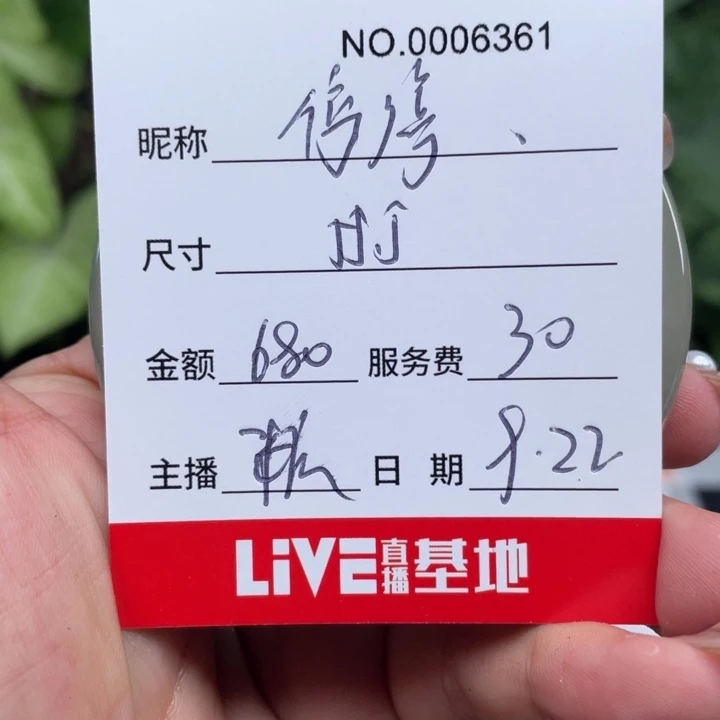 NO.0006361
昵称 停停、
尺寸
金额 680 服务费 30
主播 日期 9.22
LiVE直播基地